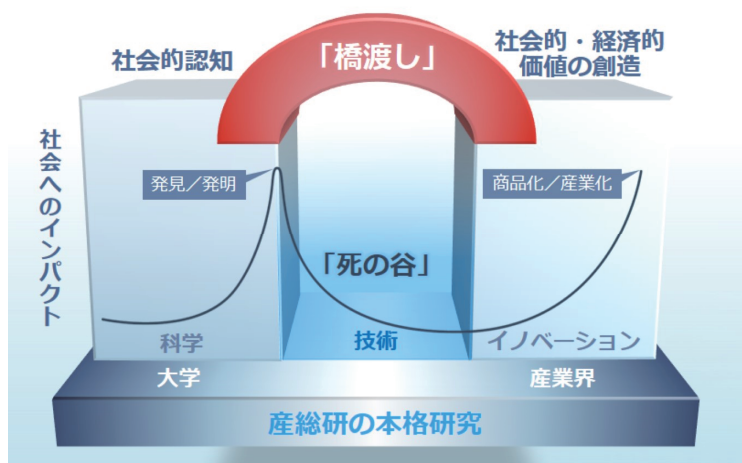 社会的認知
「橋渡し」
社会的・経済的
価値の創造
社会へのインパクト
発見／発明
商品化／産業化
「死の谷」
科学
技術
イノベーション
大学
産業界
産総研の本格研究